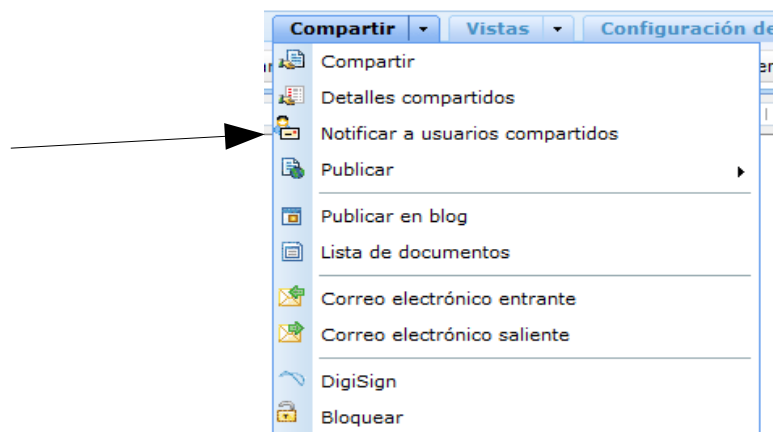 Compartir Vistas Configuración de
Compartir
Detalles compartidos
Notificar a usuarios compartidos
Publicar
Publicar en blog
Lista de documentos
Correo electrónico entrante
Correo electrónico saliente
DigiSign
Bloquear